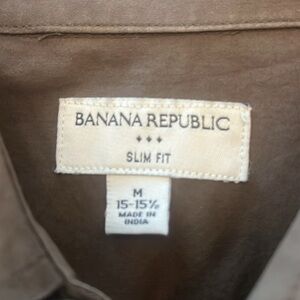 BANANA REPUBLIC
SLIM FIT
M
15-15½
MADE IN
INDIA